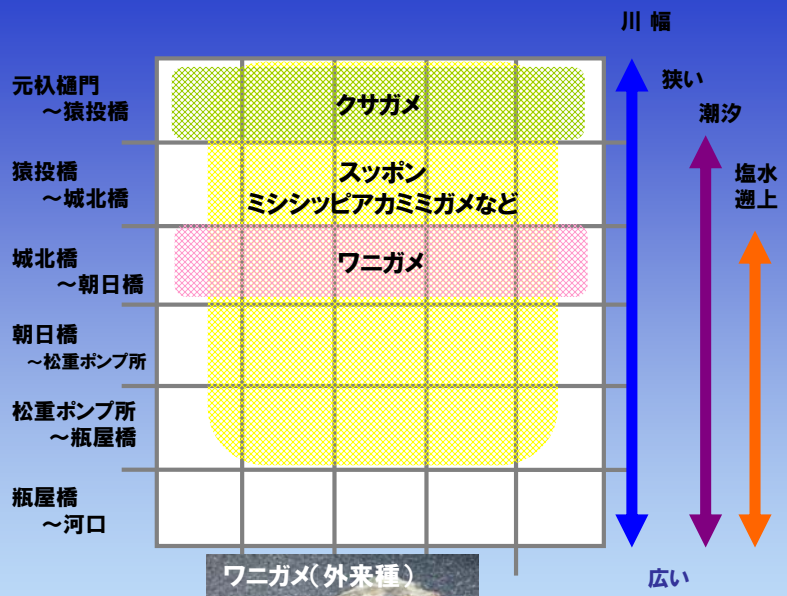 川 幅
狭い
潮汐
塩水
遡上
元杁樋門
～猿投橋
クサガメ
猿投橋
～城北橋
スッポン
ミシシッピアカミミガメなど
城北橋
～朝日橋
ワニガメ
朝日橋
～松重ポンプ所
松重ポンプ所
～瓶屋橋
瓶屋橋
～河口
ワニガメ（外来種）
広い